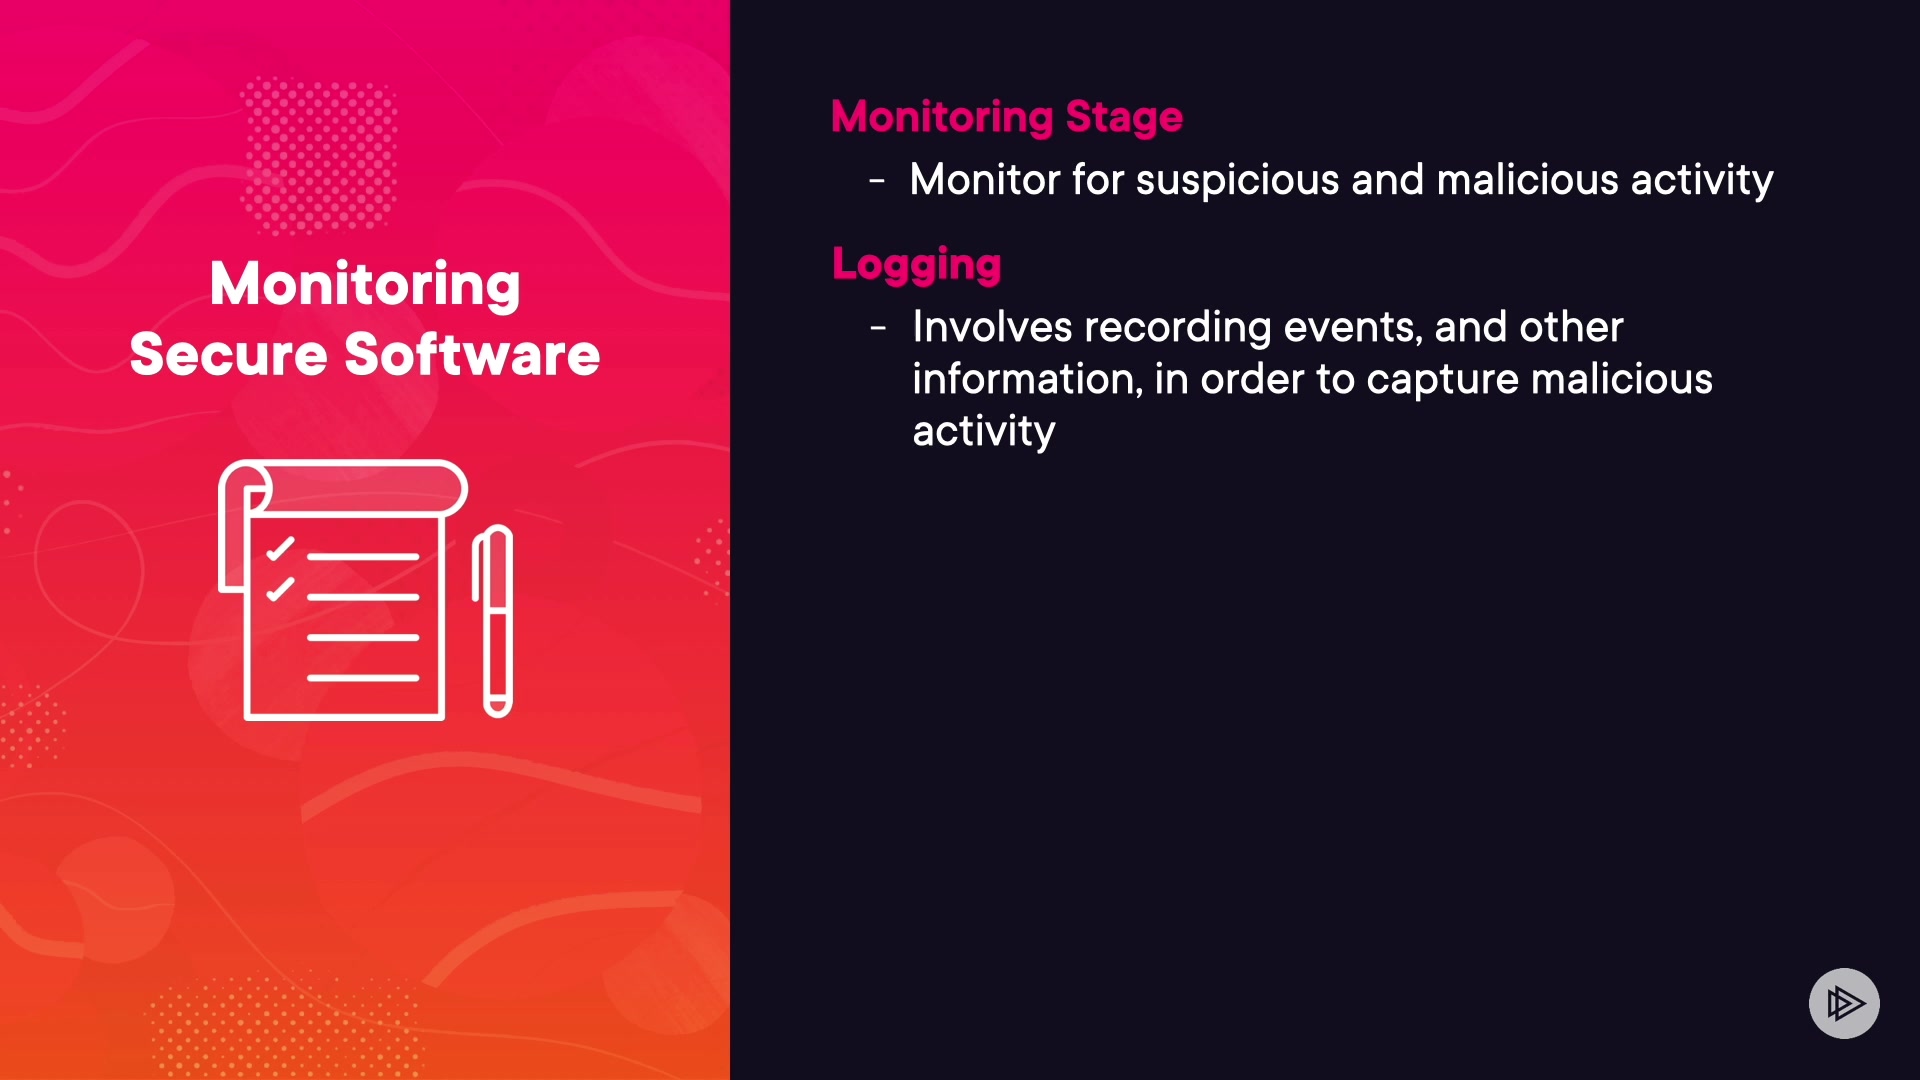 Monitoring
Secure Software
Monitoring Stage
- Monitor for suspicious and malicious activity
Logging
- Involves recording events, and other
information, in order to capture malicious
activity